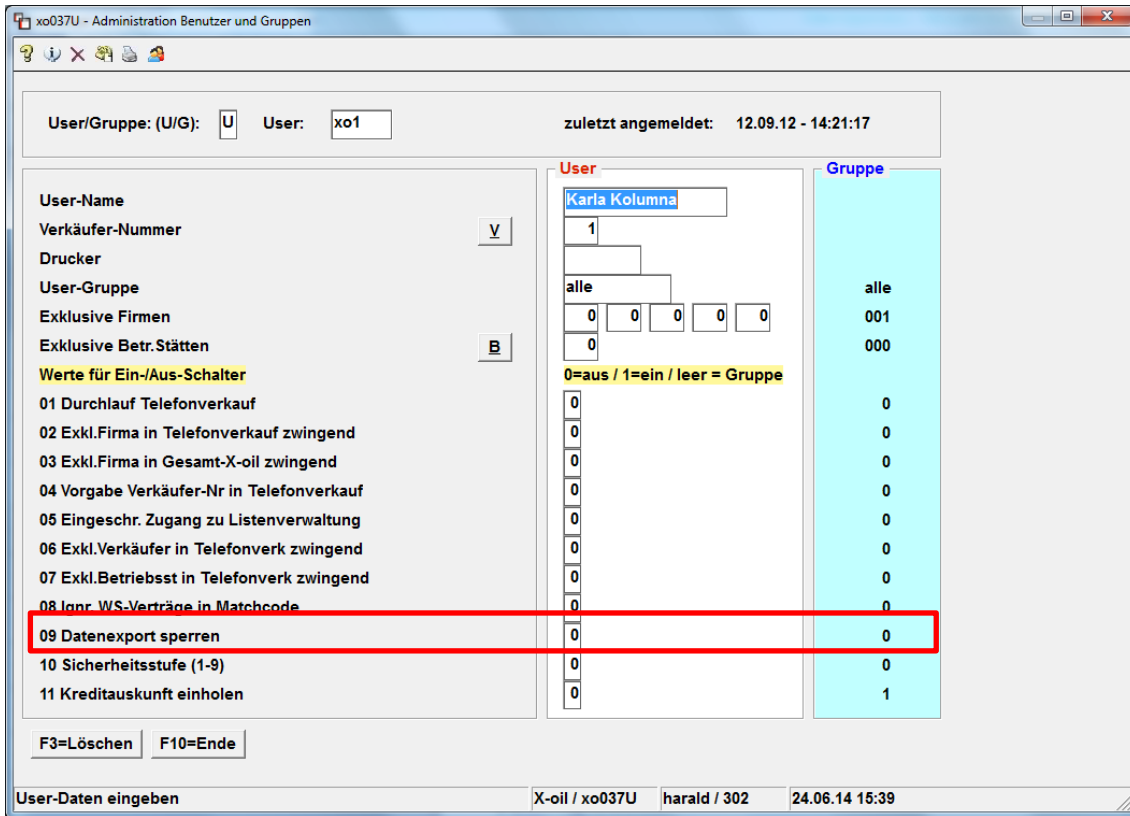 xo037U - Administration Benutzer und Gruppen
User/Gruppe: (U/G): U User: xo1 zuletzt angemeldet: 12.09.12 - 14:21:17
User Gruppe
User-Name Karla Kolumna
Verkäufer-Nummer V 1
Drucker
User-Gruppe alle alle
Exklusive Firmen 0 0 0 0 0 001
Exklusive Betr.Stätten B 0 000
Werte für Ein-/Aus-Schalter 0=aus / 1=ein / leer = Gruppe
01 Durchlauf Telefonverkauf 0 0
02 Exkl.Firma in Telefonverkauf zwingend 0 0
03 Exkl.Firma in Gesamt-X-oil zwingend 0 0
04 Vorgabe Verkäufer-Nr in Telefonverkauf 0 0
05 Eingeschr. Zugang zu Listenverwaltung 0 0
06 Exkl.Verkäufer in Telefonverk zwingend 0 0
07 Exkl.Betriebsst in Telefonverk zwingend 0 0
08 Ignr. WS-Verträge in Matchcode 0 0
09 Datenexport sperren 0 0
10 Sicherheitsstufe (1-9) 0 0
11 Kreditauskunft einholen 0 1
F3=Löschen F10=Ende
User-Daten eingeben X-oil / xo037U harald / 302 24.06.14 15:39